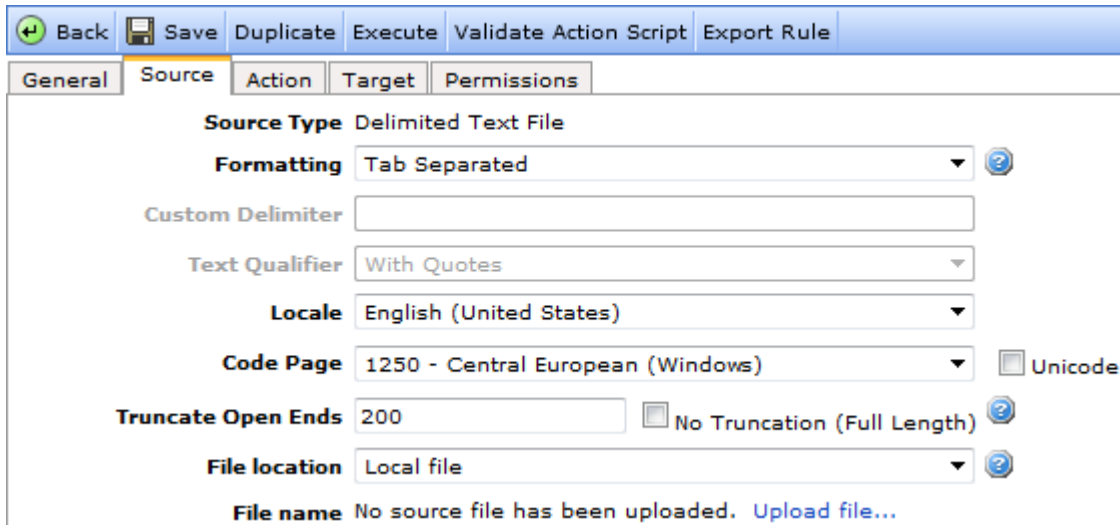 Back Save Duplicate Execute Validate Action Script Export Rule
General Source Action Target Permissions
Source Type Delimited Text File
Formatting Tab Separated
Custom Delimiter
Text Qualifier With Quotes
Locale English (United States)
Code Page 1250 - Central European (Windows) Unicode
Truncate Open Ends 200 No Truncation (Full Length)
File location Local file
File name No source file has been uploaded. Upload file...